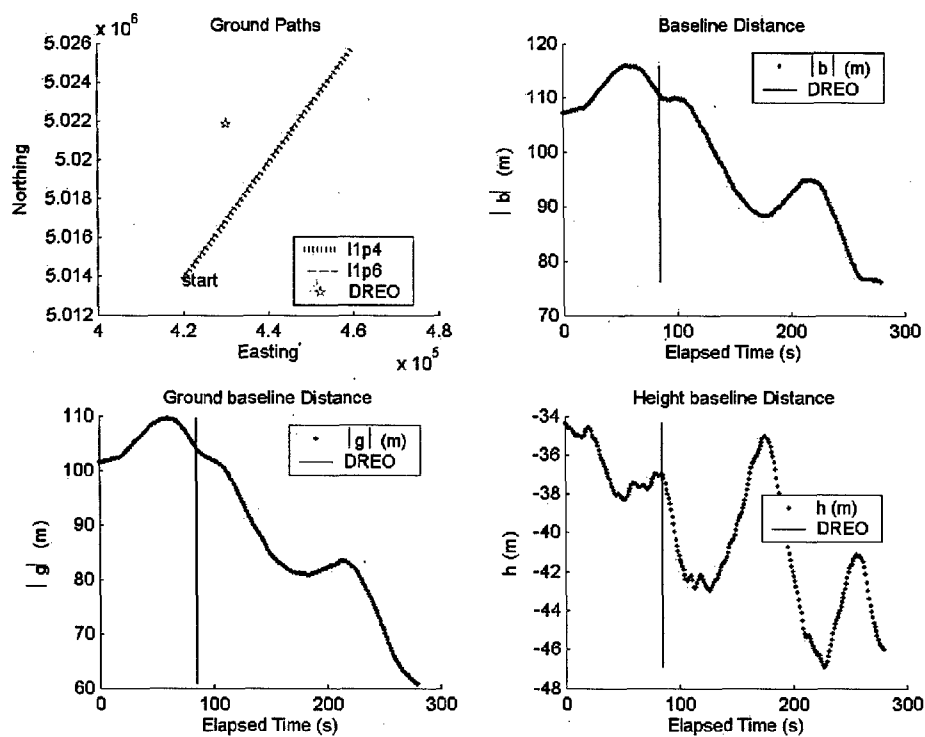 Ground Paths
5.026
5.024
5.022
5.02
5.018
5.016
5.014
5.012
x 10^6
Northing
start
l1p4
l1p6
DREO
4
4.2
4.4
4.6
4.8
Easting
x 10^5
Baseline Distance
120
110
100
90
80
70
|b| (m)
|b| (m)
DREO
0
100
200
300
Elapsed Time (s)
Ground baseline Distance
110
100
90
80
70
60
|g| (m)
|g| (m)
DREO
0
100
200
300
Elapsed Time (s)
Height baseline Distance
-34
-36
-38
-40
-42
-44
-46
-48
h (m)
h (m)
DREO
0
100
200
300
Elapsed Time (s)